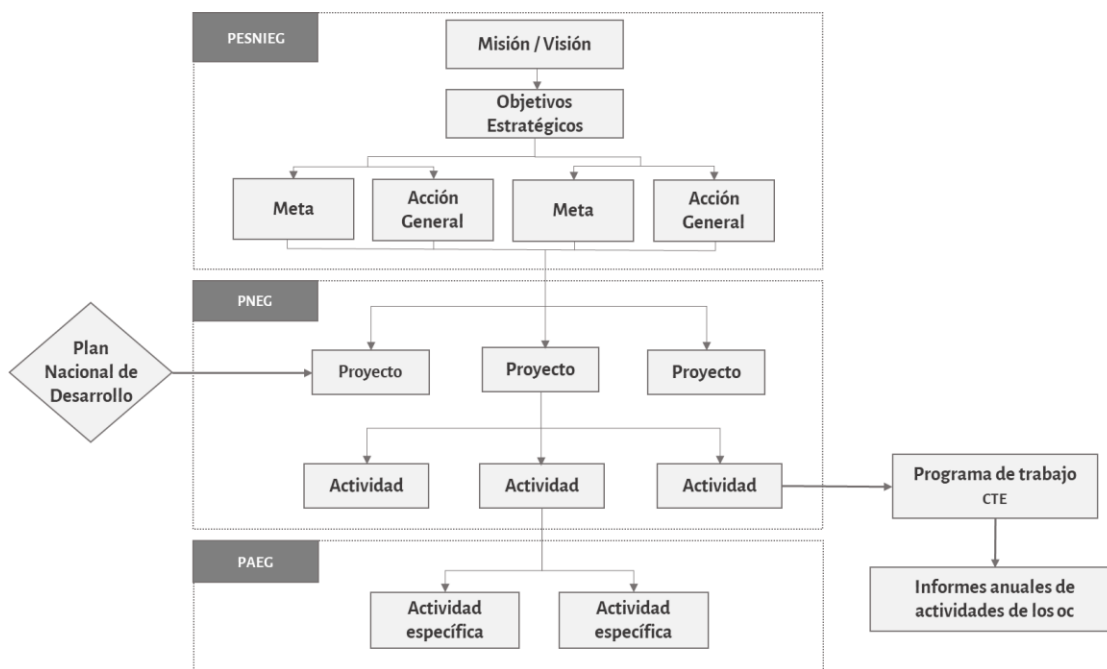 PESNIEG
Misión / Visión
Objetivos
Estratégicos
Meta
Acción
General
Meta
Acción
General
PNEG
Plan
Nacional de
Desarrollo
Proyecto
Proyecto
Proyecto
Actividad
Actividad
Actividad
Programa de trabajo
CTE
PAEG
Actividad
específica
Actividad
específica
Informes anuales de
actividades de los oc